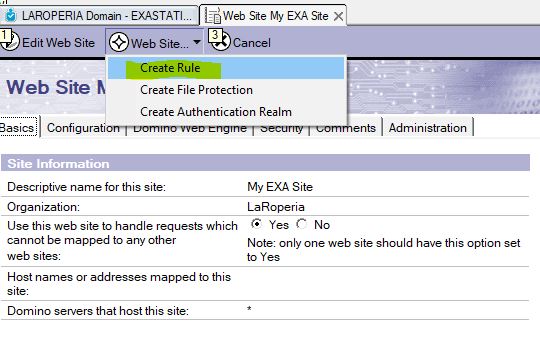 LAROPERIA Domain - EXASTATI...
Web Site My EXA Site
1 Edit Web Site
Web Site...
3 Cancel
Create Rule
Create File Protection
Create Authentication Realm
Web Site M
Basics
Configuration
Domino Web Engine
Security
Comments
Administration
Site Information
Descriptive name for this site: My EXA Site
Organization: LaRoperia
Use this web site to handle requests which Yes No
cannot be mapped to any other Note: only one web site should have this option set
web sites: to Yes
Host names or addresses mapped to this
site:
Domino servers that host this site: *